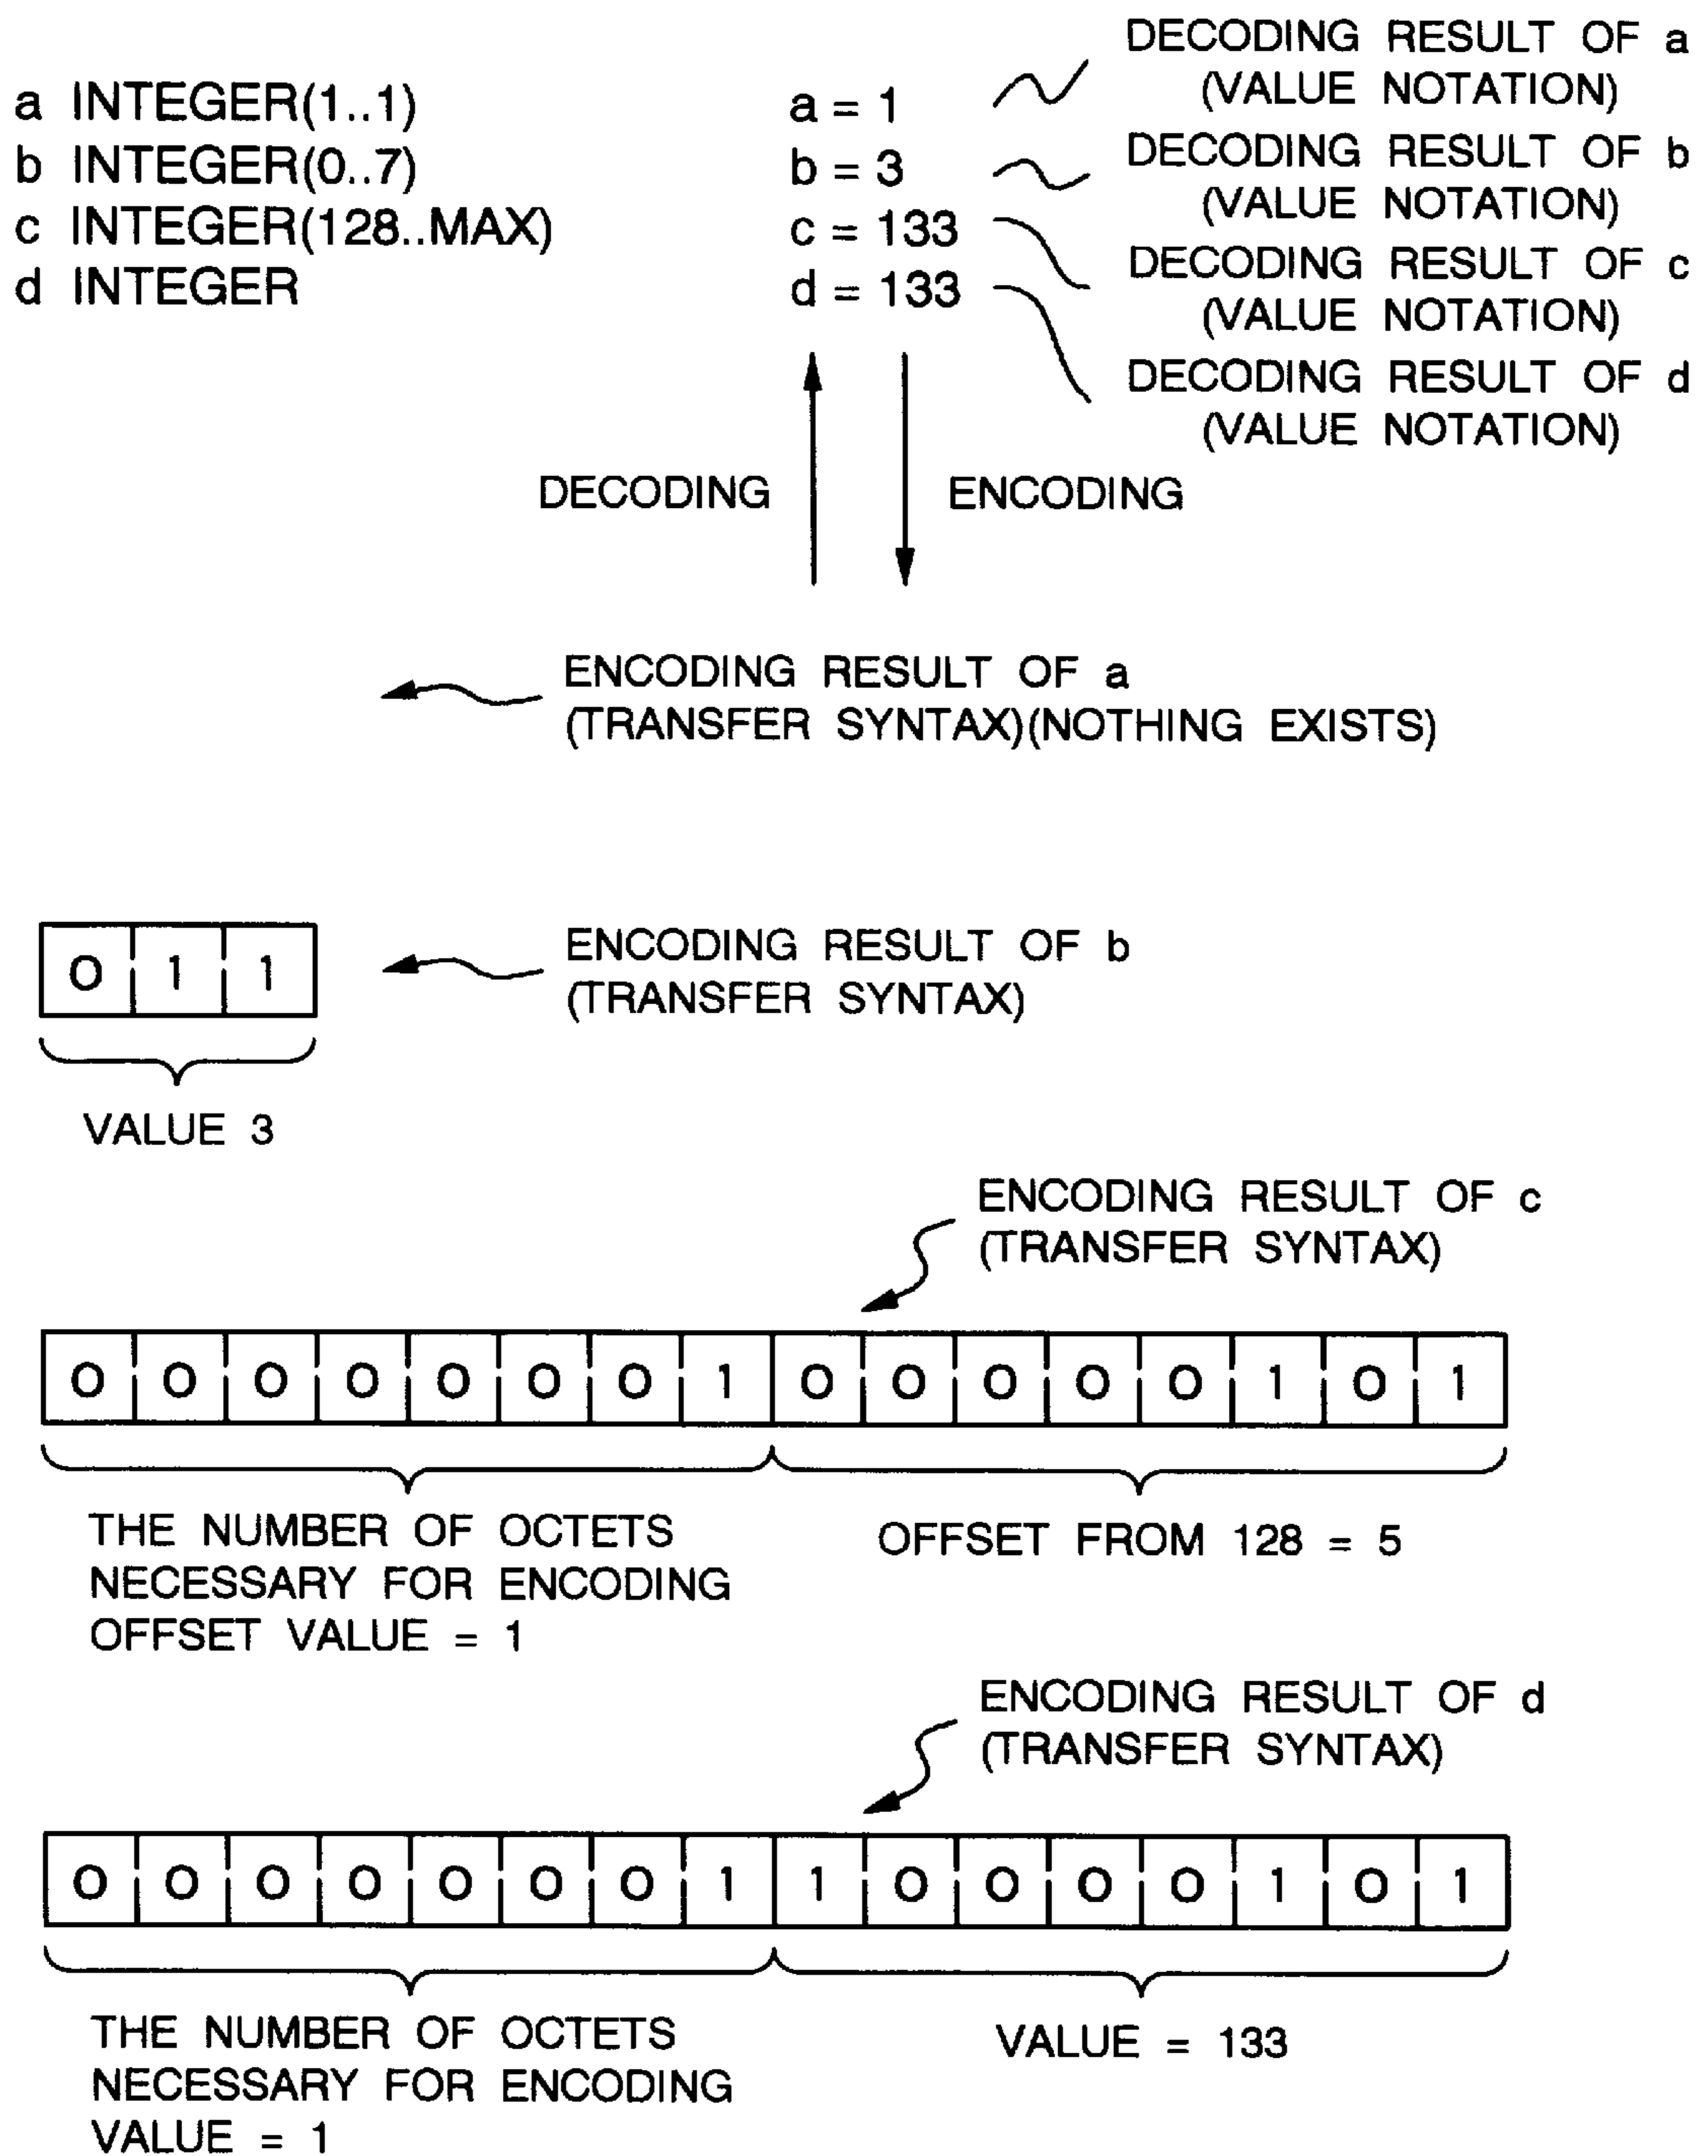 a INTEGER(1..1)
b INTEGER(0..7)
c INTEGER(128..MAX)
d INTEGER
a = 1
b = 3
c = 133
d = 133
DECODING RESULT OF a
(VALUE NOTATION)
DECODING RESULT OF b
(VALUE NOTATION)
DECODING RESULT OF c
(VALUE NOTATION)
DECODING RESULT OF d
(VALUE NOTATION)
DECODING
ENCODING
ENCODING RESULT OF a
(TRANSFER SYNTAX)(NOTHING EXISTS)
0 1 1
ENCODING RESULT OF b
(TRANSFER SYNTAX)
VALUE 3
ENCODING RESULT OF c
(TRANSFER SYNTAX)
0 0 0 0 0 0 0 1 0 0 0 0 0 1 0 1
THE NUMBER OF OCTETS
NECESSARY FOR ENCODING
OFFSET VALUE = 1
OFFSET FROM 128 = 5
ENCODING RESULT OF d
(TRANSFER SYNTAX)
0 0 0 0 0 0 0 1 1 0 0 0 0 1 0 1
THE NUMBER OF OCTETS
NECESSARY FOR ENCODING
VALUE = 1
VALUE = 133